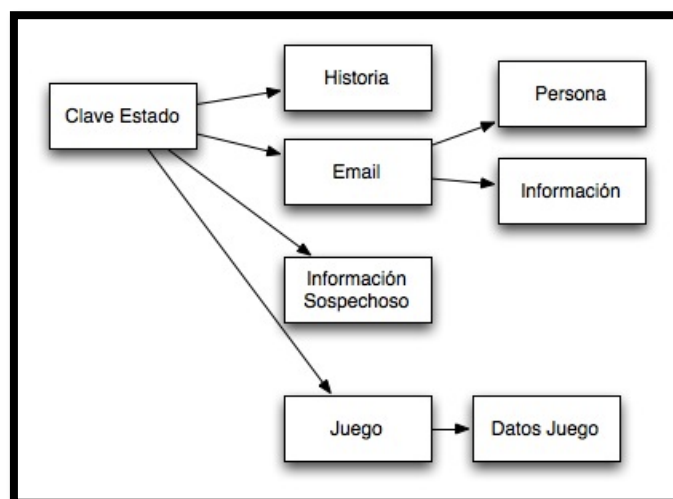 Historia
Persona
Clave Estado
Email
Información
Información
Sospechoso
Juego
Datos Juego